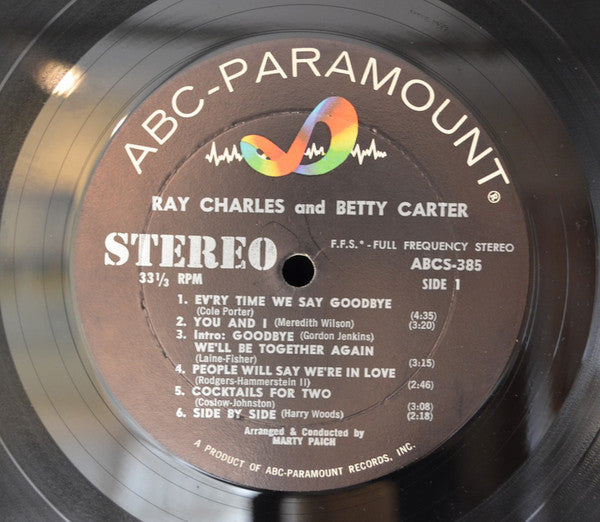 ABC-PARAMOUNT®
RAY CHARLES and BETTY CARTER
STEREO
F.F.S.*-FULL FREQUENCY STEREO
33⅓ RPM
ABCS-385
SIDE 1
1. EV'RY TIME WE SAY GOODBYE
(Cole Porter) (4:35)
2. YOU AND I (Meredith Wilson) (3:20)
3. Intro: GOODBYE (Gordon Jenkins)
WE'LL BE TOGETHER AGAIN
(Laine-Fisher) (3:15)
4. PEOPLE WILL SAY WE'RE IN LOVE
(Rodgers-Hammerstein II) (2:46)
5. COCKTAILS FOR TWO
(Coslow-Johnston) (3:08)
6. SIDE BY SIDE (Harry Woods) (2:18)
Arranged & Conducted by
MARTY PAICH
A PRODUCT OF ABC-PARAMOUNT RECORDS, INC.